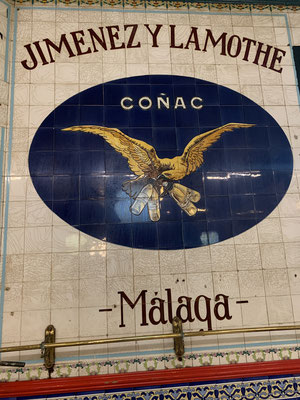 JIMENEZ Y LAMOTHE
COÑAC
-Málaga-